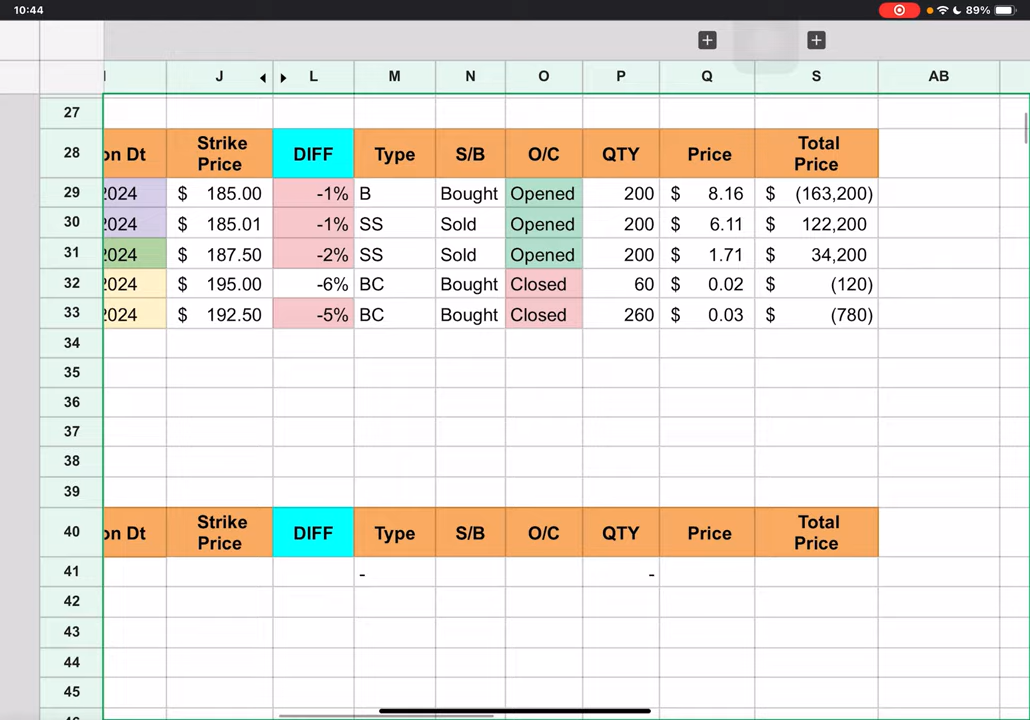 10:44 89%
J L M N O P Q S AB
27
28 on Dt Strike Price DIFF Type S/B O/C QTY Price Total Price
29 2024 $ 185.00 -1% B Bought Opened 200 $ 8.16 $ (163,200)
30 2024 $ 185.01 -1% SS Sold Opened 200 $ 6.11 $ 122,200
31 2024 $ 187.50 -2% SS Sold Opened 200 $ 1.71 $ 34,200
32 2024 $ 195.00 -6% BC Bought Closed 60 $ 0.02 $ (120)
33 2024 $ 192.50 -5% BC Bought Closed 260 $ 0.03 $ (780)
34
35
36
37
38
39
40 on Dt Strike Price DIFF Type S/B O/C QTY Price Total Price
41 - -
42
43
44
45